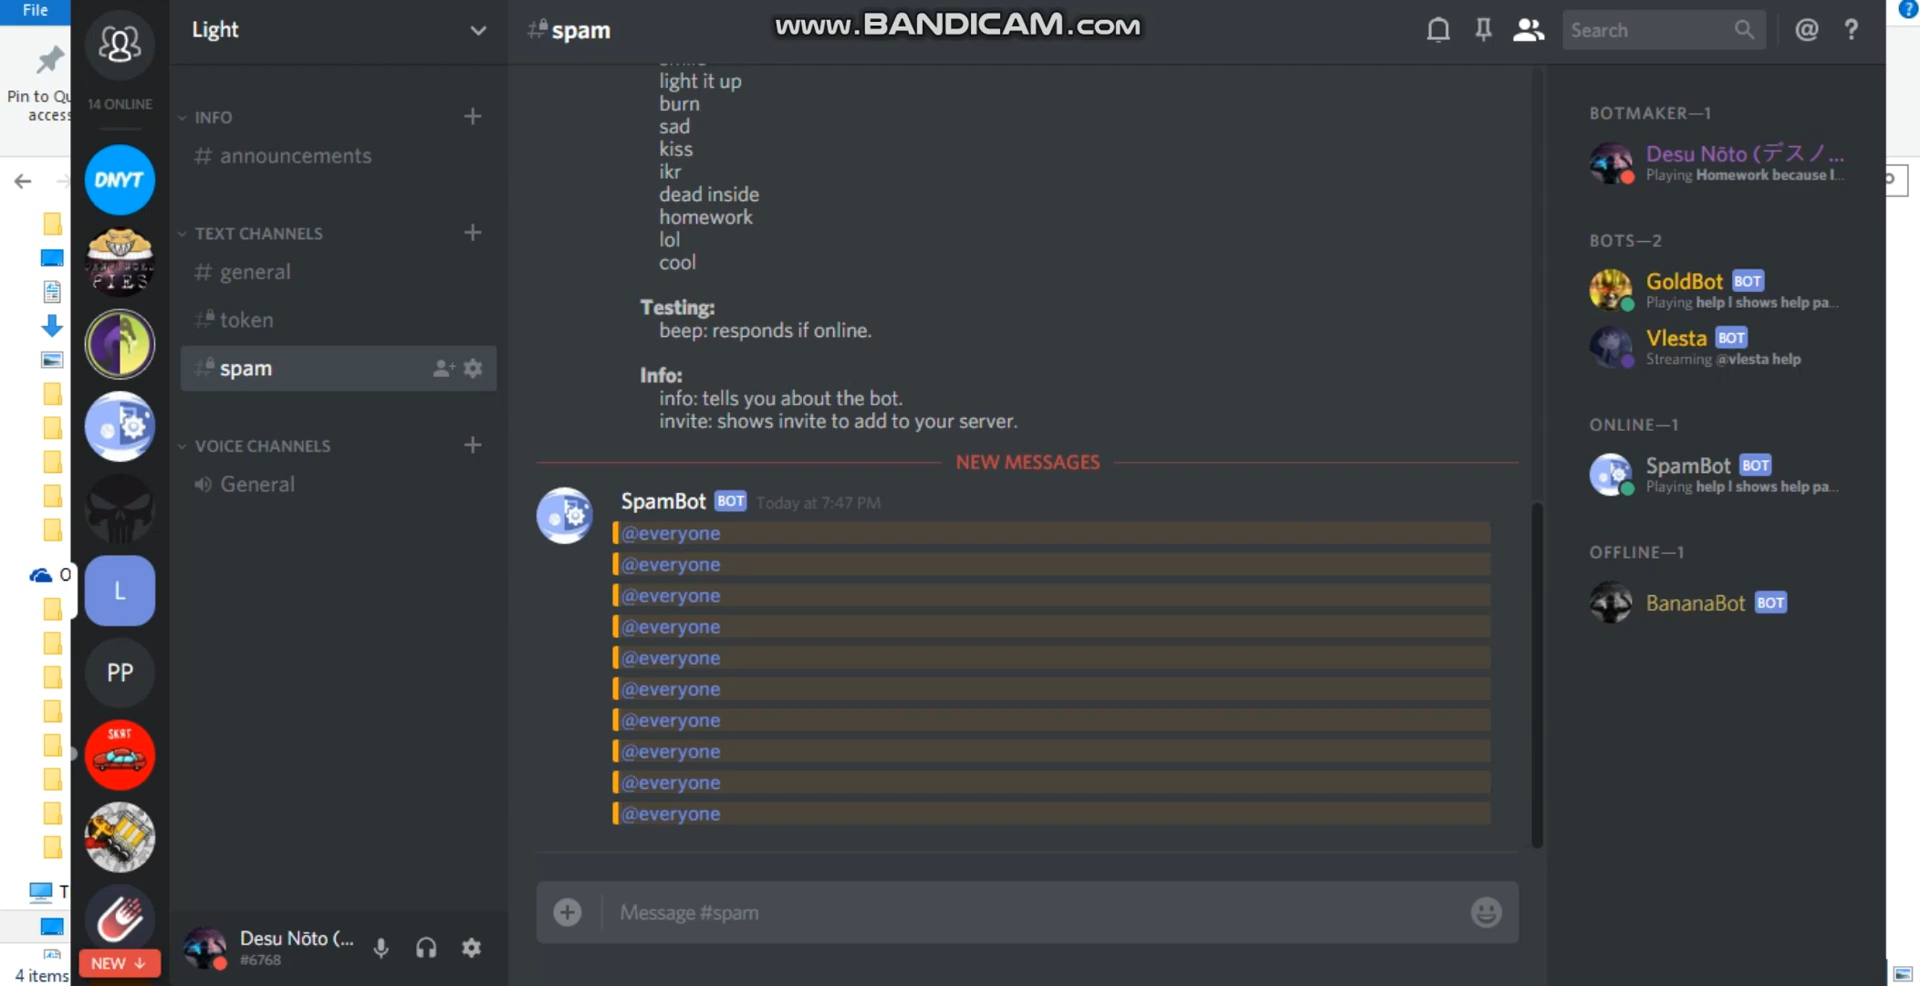 File
Pin to Qu
access
4 items
O
T
14 ONLINE
DNYT
PIES
L
PP
SKRT
NEW ↓
Light
INFO
# announcements
TEXT CHANNELS
# general
token
spam
VOICE CHANNELS
General
Desu Nōto (...
#6768
spam
www.BANDICAM.com
Search
light it up
burn
sad
kiss
ikr
dead inside
homework
lol
cool
Testing:
beep: responds if online.
Info:
info: tells you about the bot.
invite: shows invite to add to your server.
NEW MESSAGES
SpamBot BOT Today at 7:47 PM
@everyone
@everyone
@everyone
@everyone
@everyone
@everyone
@everyone
@everyone
@everyone
@everyone
Message #spam
BOTMAKER—1
Desu Nōto (デスノ...
Playing Homework because I...
BOTS—2
GoldBot BOT
Playing help I shows help pa...
Vlesta BOT
Streaming @vlesta help
ONLINE—1
SpamBot BOT
Playing help I shows help pa...
OFFLINE—1
BananaBot BOT